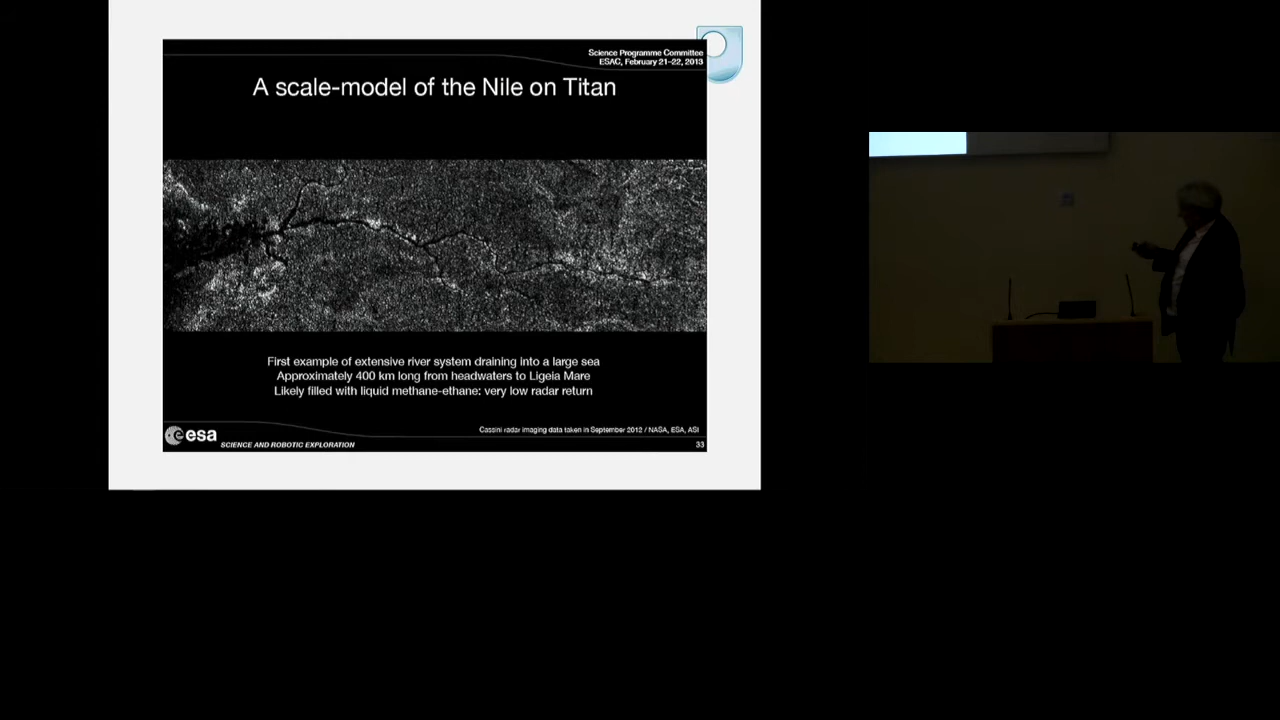 Science Programme Committee
ESAC, February 21-22, 2013
A scale-model of the Nile on Titan
First example of extensive river system draining into a large sea
Approximately 400 km long from headwaters to Ligeia Mare
Likely filled with liquid methane-ethane: very low radar return
Cassini radar imaging data taken in September 2012 / NASA, ESA, ASI
esa
SCIENCE AND ROBOTIC EXPLORATION
33